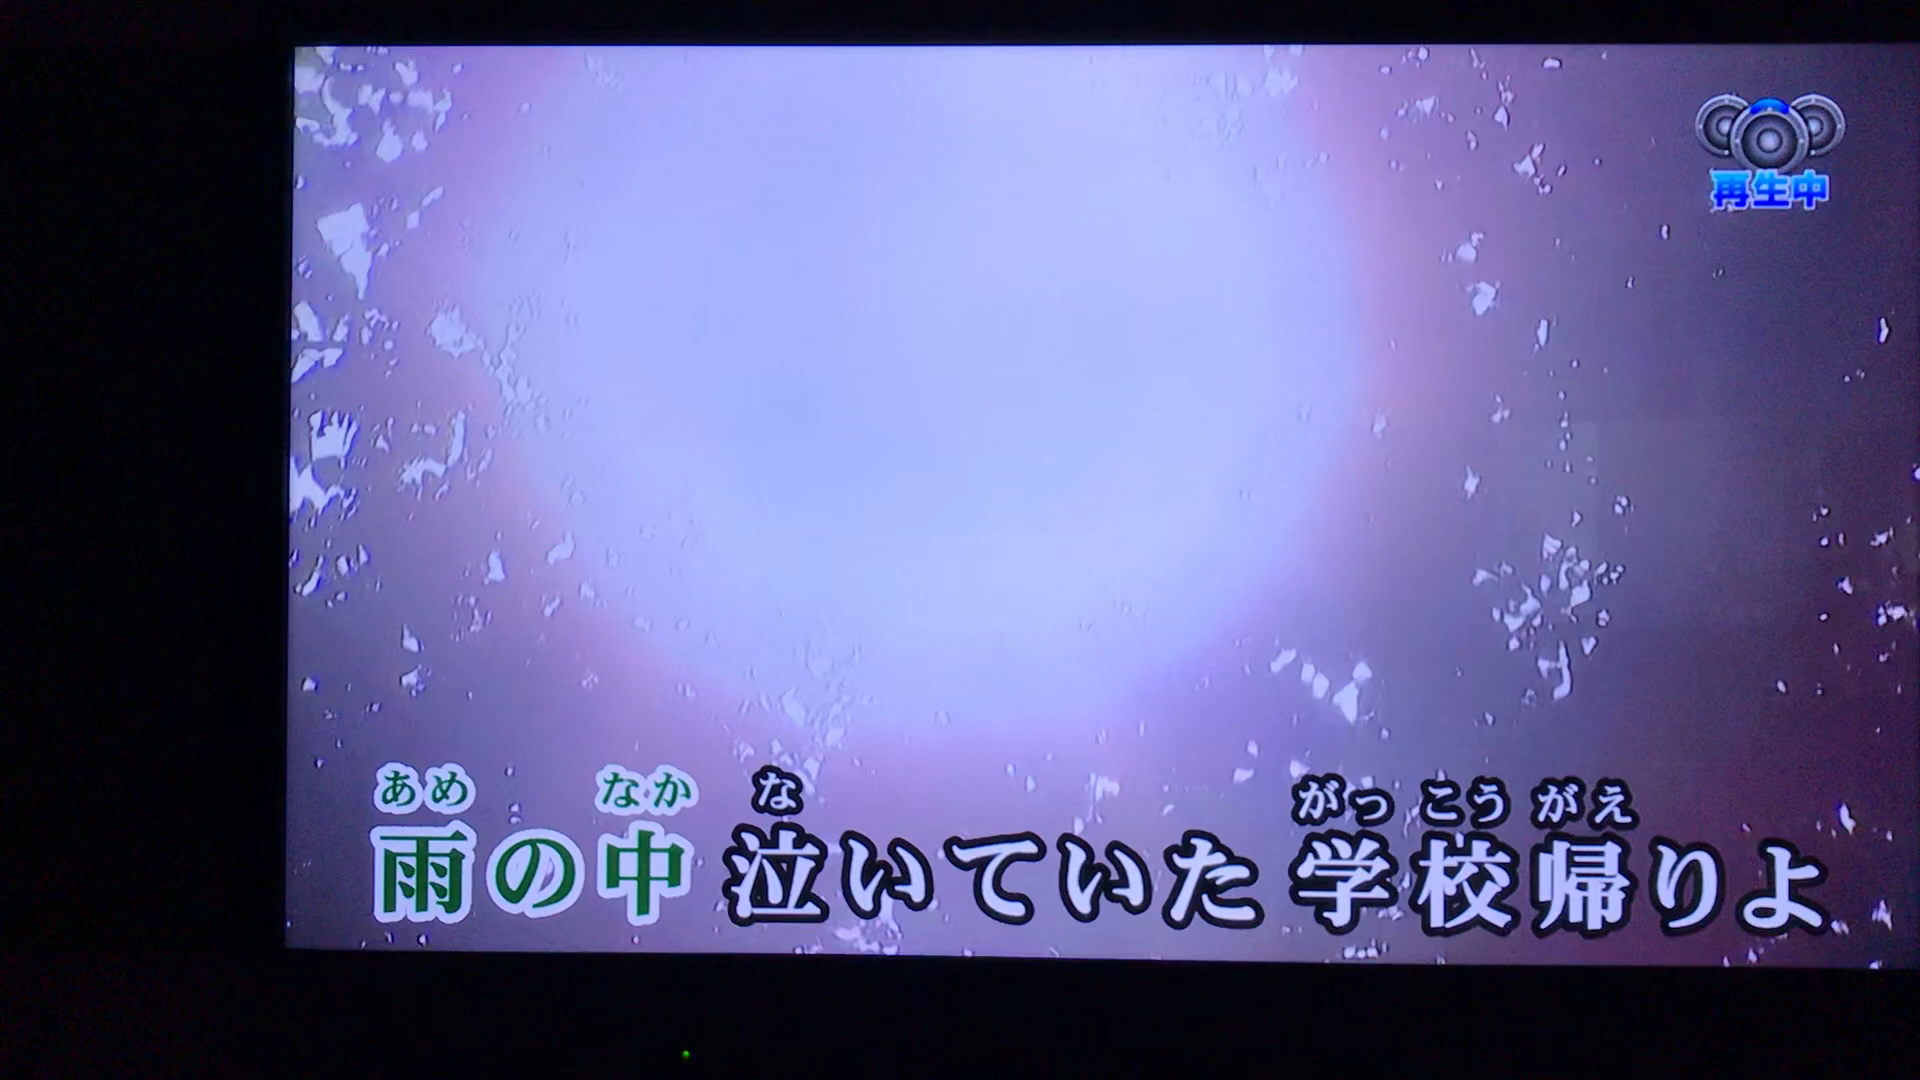 再生中
あめ なか な がっ こう がえ
雨の中 泣いていた 学校帰りよ